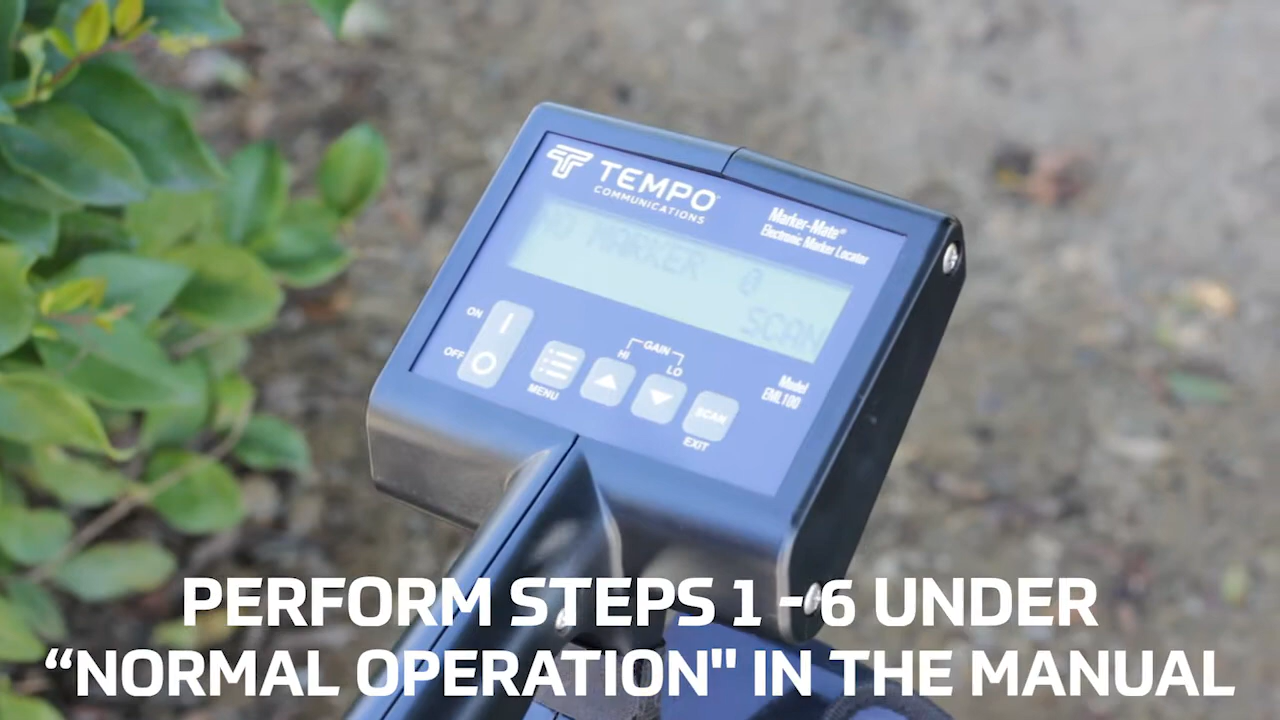 TEMPO
COMMUNICATIONS
Marker-Mate®
Electronic Marker Locator
MARKER 0
SCAN
ON
I
O
OFF
MENU
GAIN
HI
LO
SCAN
EXIT
Model
EML100
PERFORM STEPS 1 - 6 UNDER
“NORMAL OPERATION" IN THE MANUAL